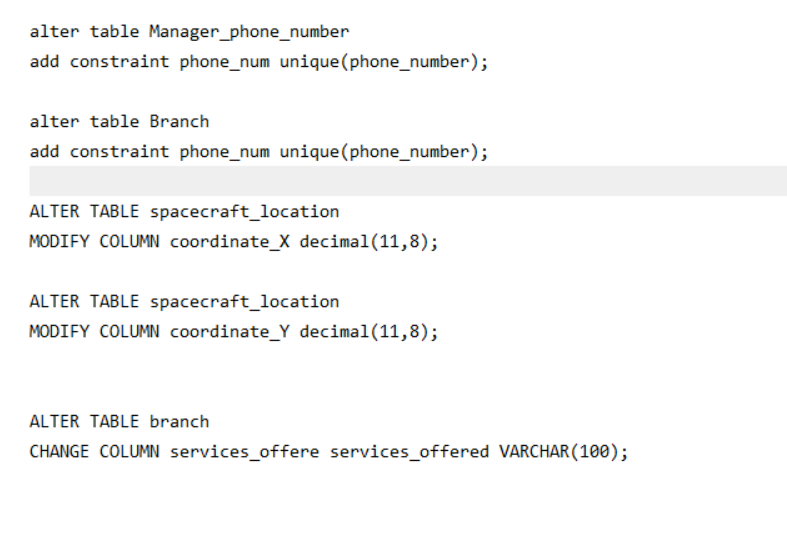 alter table Manager_phone_number
add constraint phone_num unique(phone_number);
alter table Branch
add constraint phone_num unique(phone_number);
ALTER TABLE spacecraft_location
MODIFY COLUMN coordinate_X decimal(11,8);
ALTER TABLE spacecraft_location
MODIFY COLUMN coordinate_Y decimal(11,8);
ALTER TABLE branch
CHANGE COLUMN services_offere services_offered VARCHAR(100);